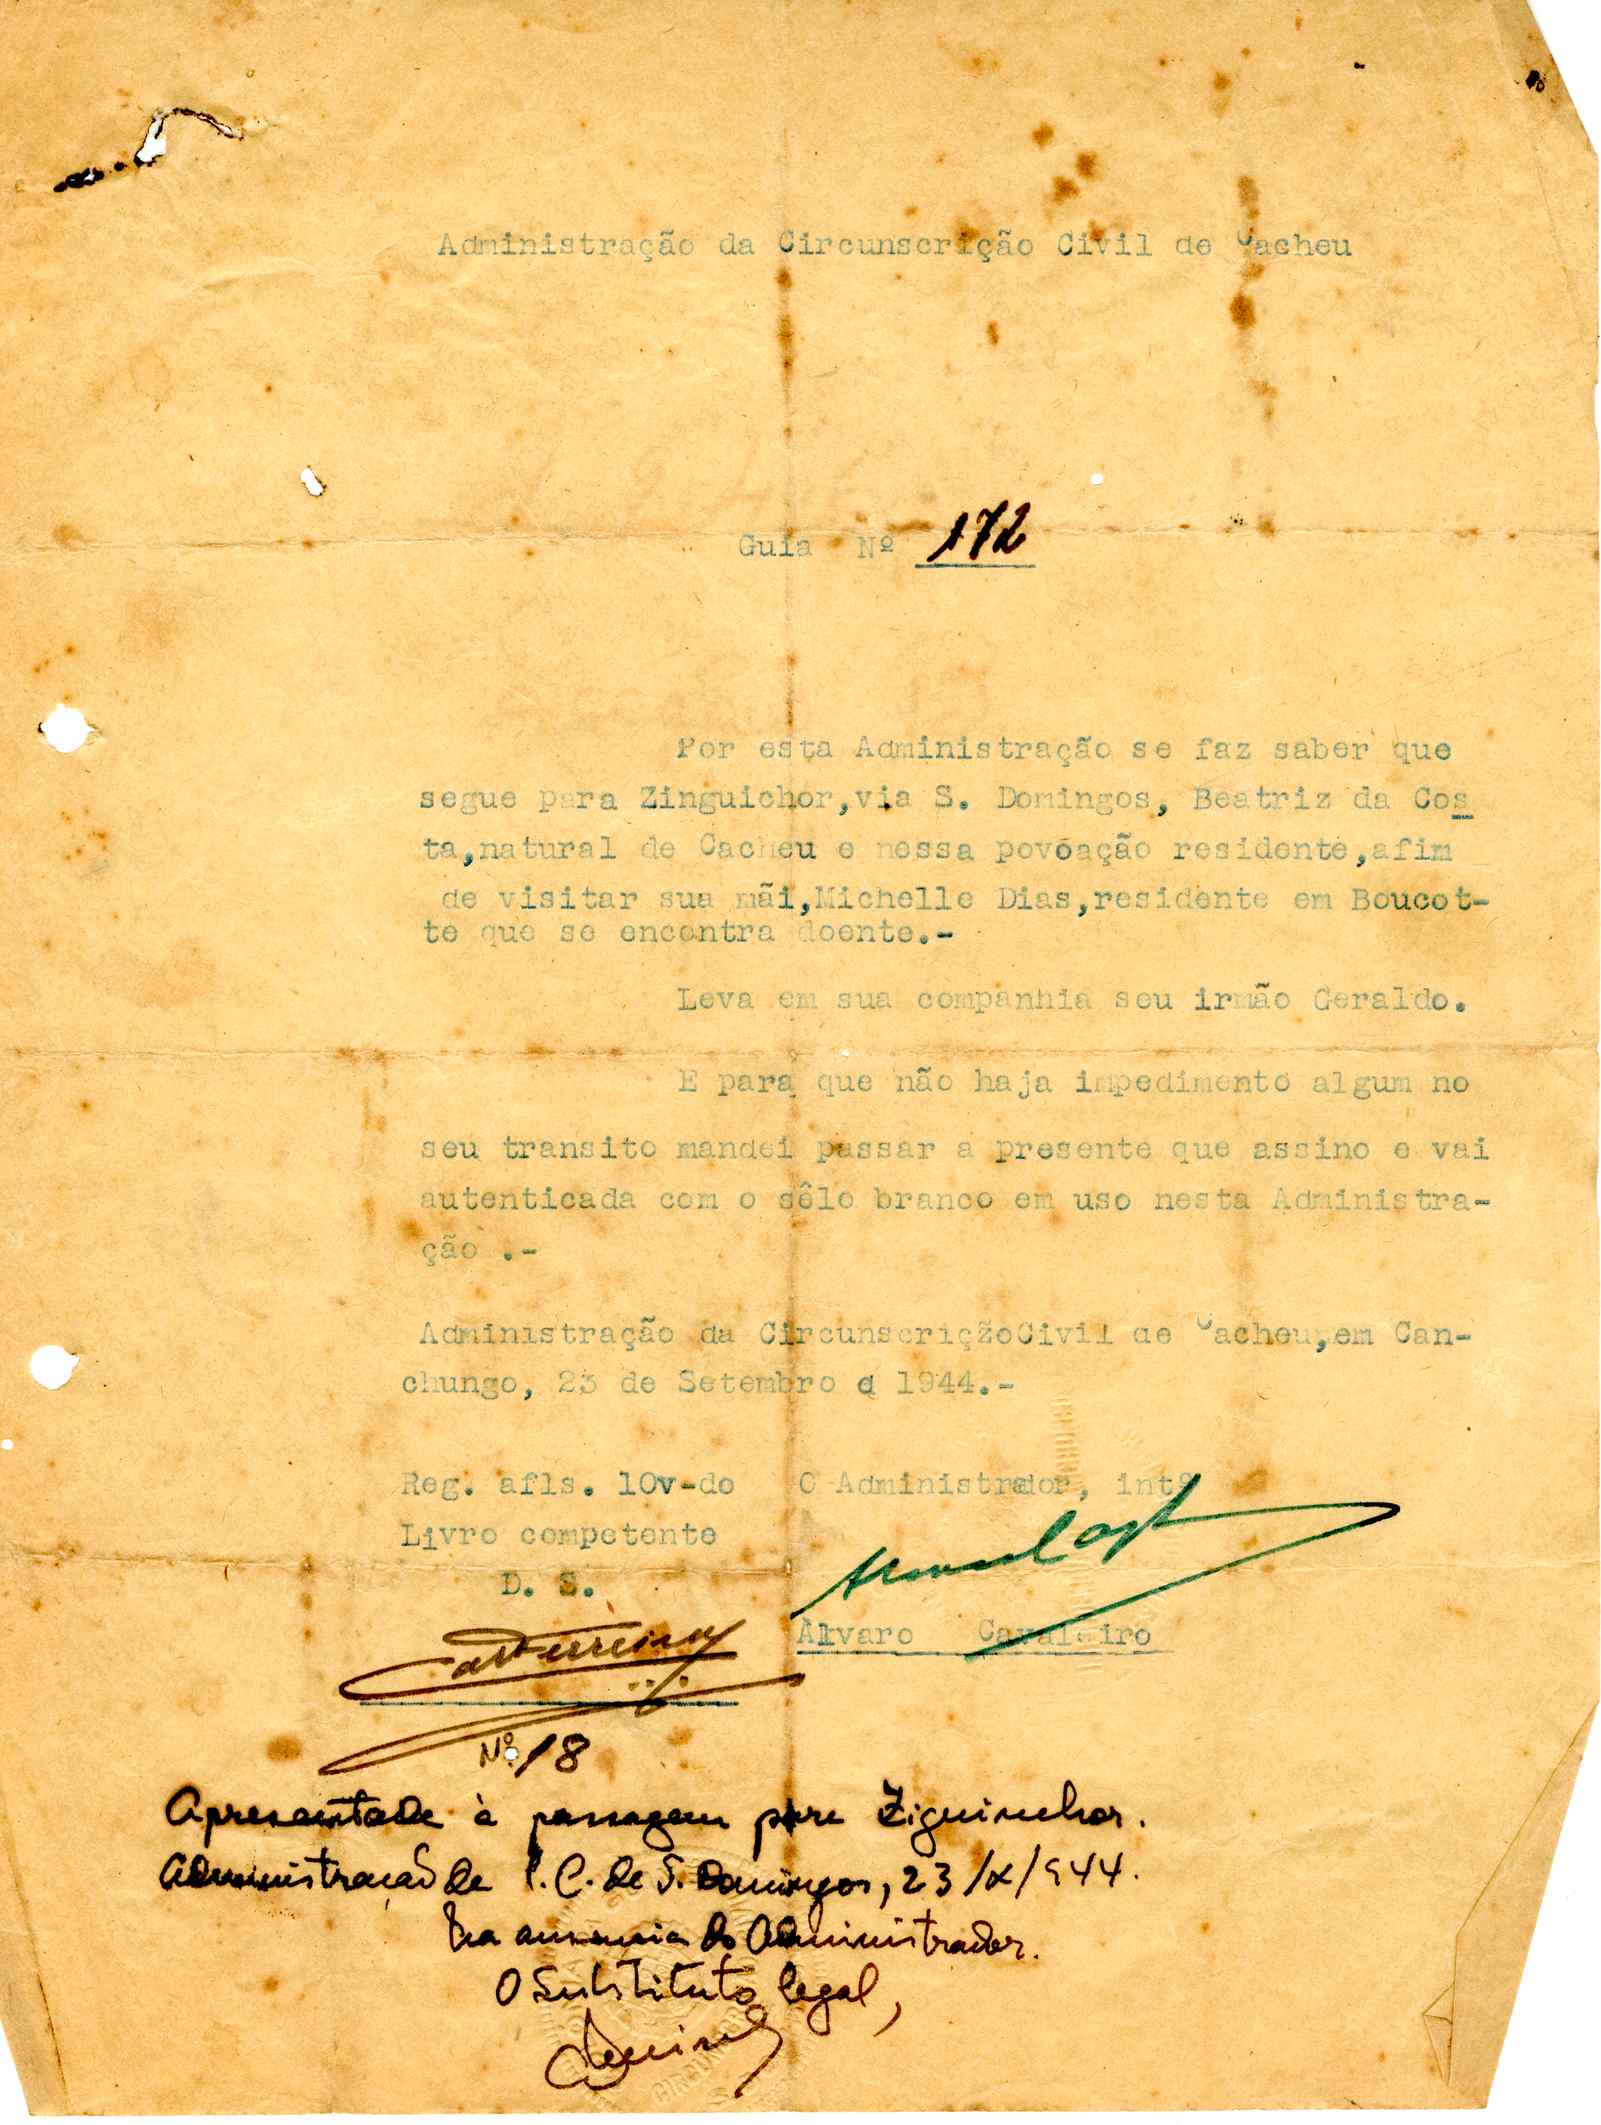 Administração da Circunscrição Civil de Cacheu
Guia Nº 172
Por esta Administração se faz saber que
segue para Zinguichor,via S. Domingos, Beatriz da Cos
ta,natural de Cacheu e nessa povoação residente,afim
de visitar sua mãi,Michelle Dias,residente em Boucot-
te que se encontra doente.-
Leva em sua companhia seu irmão Geraldo.
E para que não haja impedimento algum no
seu transito mandei passar a presente que assino e vai
autenticada com o sêlo branco em uso nesta Administra-
ção .-
Administração da CircunscriçãoCivil de Cacheu,em Can-
chungo, 23 de Setembro d 1944.-
Reg. afls. 10v-do O Administrador, intº
Livro competente
D. S.
Alvaro Cavaleiro
Nº 18
Apresentada à passagem para Ziguinchor.
Administração da C. C. de S. Domingos, 23/X/944.
Na ausencia do Administrador.
O Substituto legal,